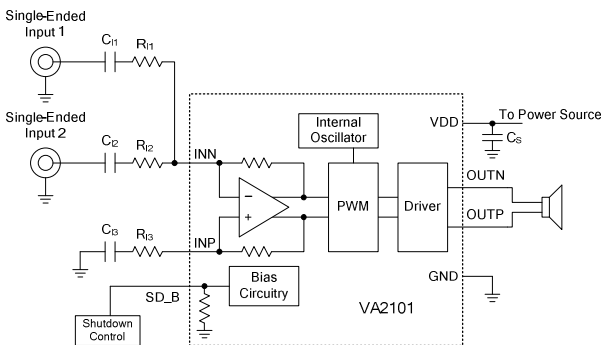 Single-Ended
Input 1
CI1
RI1
Single-Ended
Input 2
CI2
RI2
INN
Internal
Oscillator
VDD
To Power Source
CS
OUTN
PWM
Driver
OUTP
CI3
RI3
INP
−
+
GND
Bias
Circuitry
SD_B
VA2101
Shutdown
Control